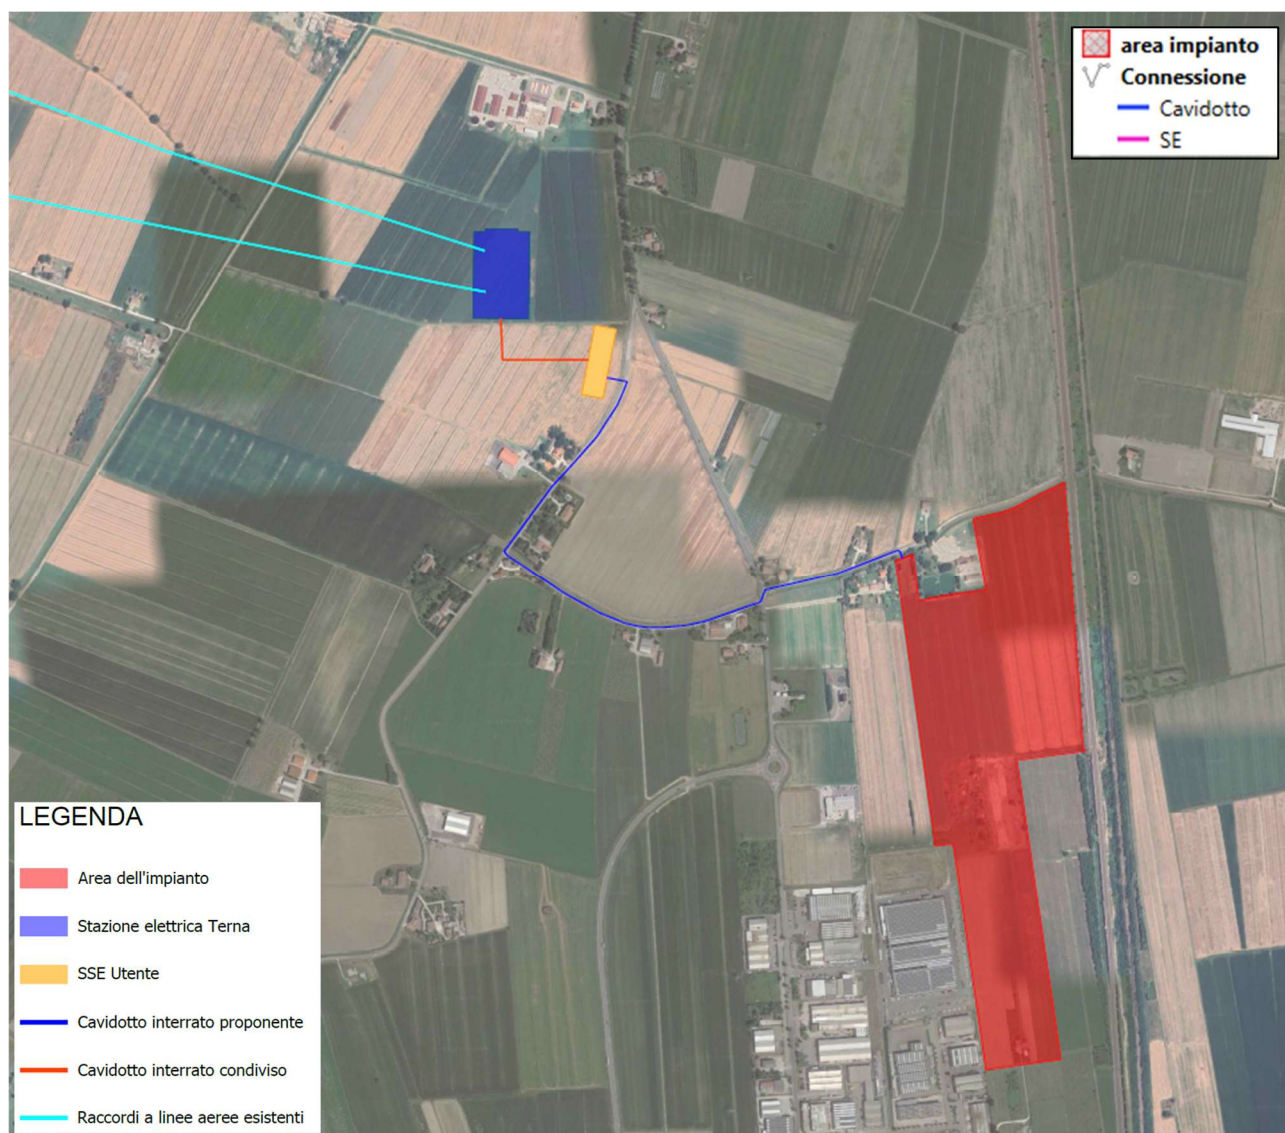 area impianto
Connessione
Cavidotto
SE
LEGENDA
Area dell'impianto
Stazione elettrica Terna
SSE Utente
Cavidotto interrato proponente
Cavidotto interrato condiviso
Raccordi a linee aeree esistenti